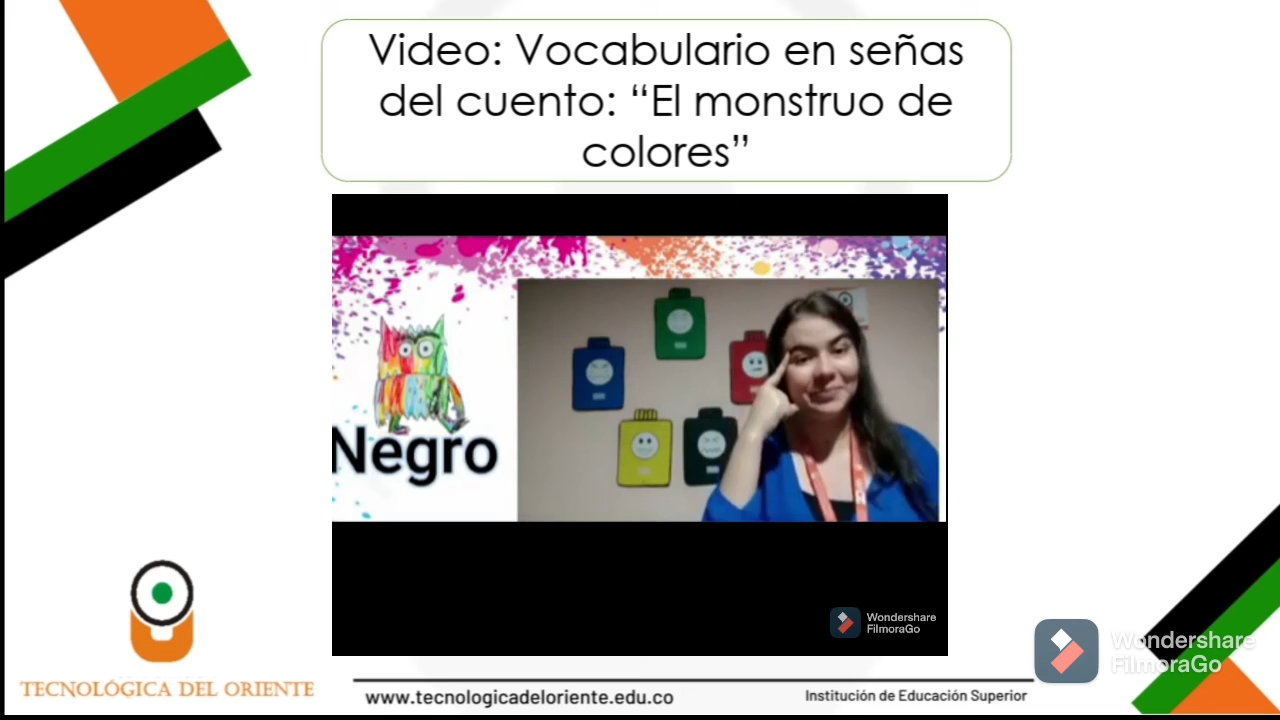 Video: Vocabulario en señas
del cuento: “El monstruo de
colores”
Negro
Wondershare
FilmoraGo
Wondershare
FilmoraGo
TECNOLÓGICA DEL ORIENTE
www.tecnologicadeloriente.edu.co
Institución de Educación Superior